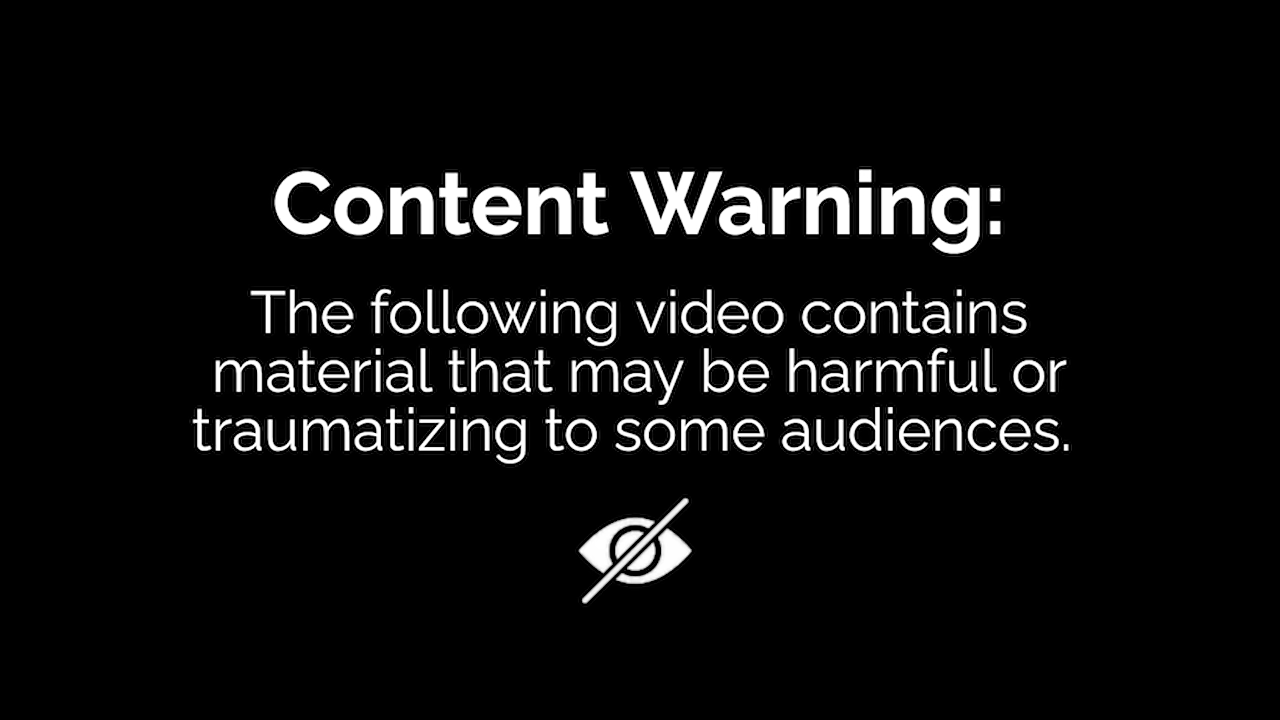 Content Warning:
The following video contains
material that may be harmful or
traumatizing to some audiences.